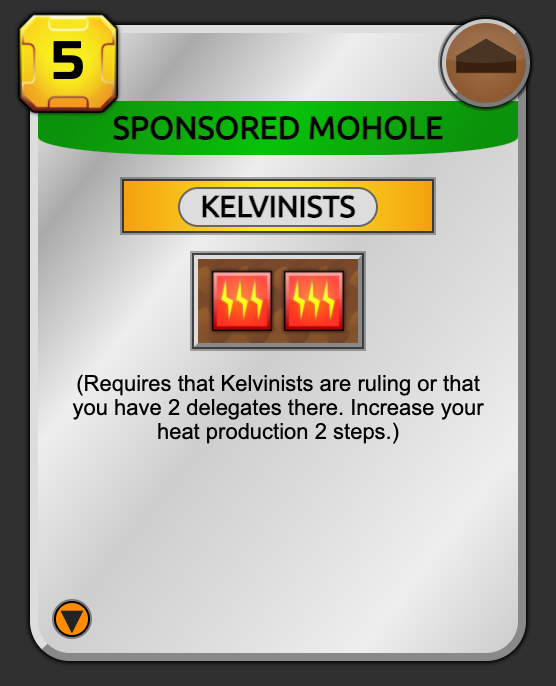 5
SPONSORED MOHOLE
KELVINISTS
(Requires that Kelvinists are ruling or that
you have 2 delegates there. Increase your
heat production 2 steps.)